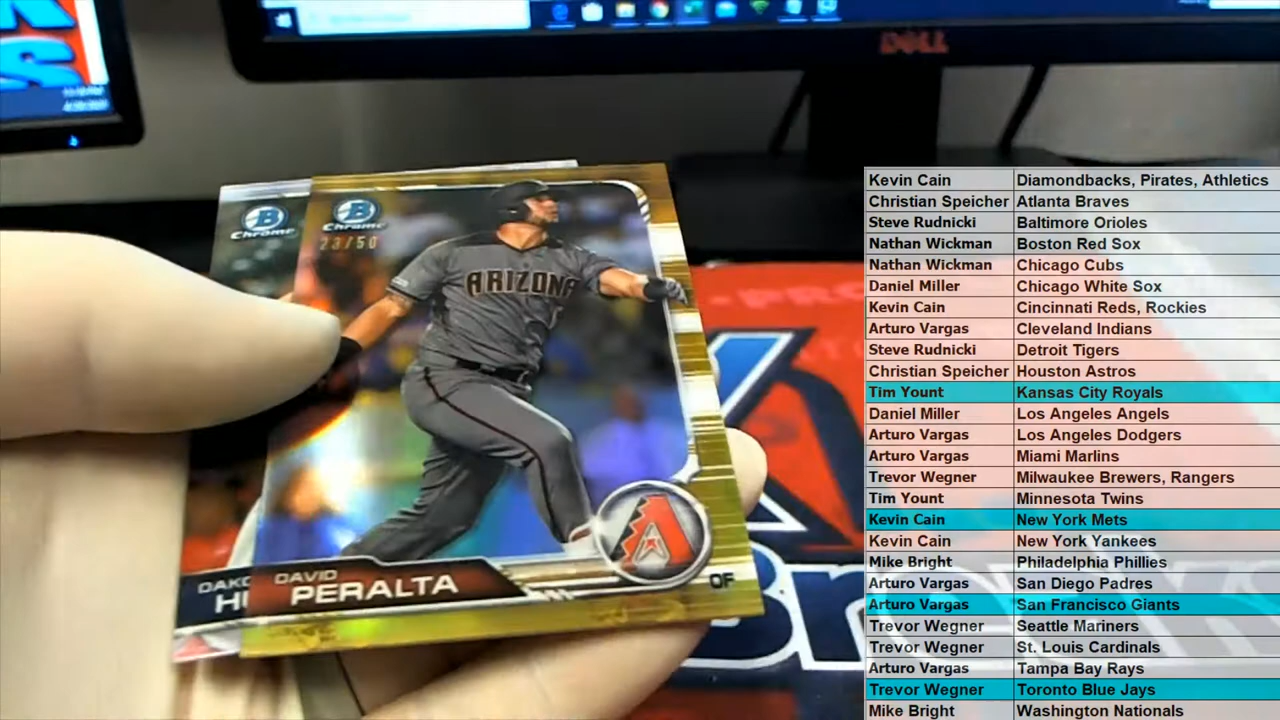 DELL
B
Chrome
B
Chrome
23/50
ARIZONA
DAVID
PERALTA
OF
A
Kevin Cain Diamondbacks, Pirates, Athletics
Christian Speicher Atlanta Braves
Steve Rudnicki Baltimore Orioles
Nathan Wickman Boston Red Sox
Nathan Wickman Chicago Cubs
Daniel Miller Chicago White Sox
Kevin Cain Cincinnati Reds, Rockies
Arturo Vargas Cleveland Indians
Steve Rudnicki Detroit Tigers
Christian Speicher Houston Astros
Tim Yount Kansas City Royals
Daniel Miller Los Angeles Angels
Arturo Vargas Los Angeles Dodgers
Arturo Vargas Miami Marlins
Trevor Wegner Milwaukee Brewers, Rangers
Tim Yount Minnesota Twins
Kevin Cain New York Mets
Kevin Cain New York Yankees
Mike Bright Philadelphia Phillies
Arturo Vargas San Diego Padres
Arturo Vargas San Francisco Giants
Trevor Wegner Seattle Mariners
Trevor Wegner St. Louis Cardinals
Arturo Vargas Tampa Bay Rays
Trevor Wegner Toronto Blue Jays
Mike Bright Washington Nationals